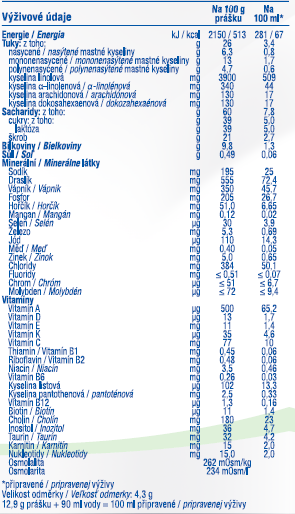 Výživové údaje Na 100 g prášku Na 100 ml*
Energie / Energia kJ / kcal 2150 / 513 281 / 67
Tuky: z toho: g 26 3.4
nasýcené / nasýtené mastné kyseliny g 6.3 0.8
mononenasycené / mononenasýtené mastné kyseliny g 13 1.7
polynenasycené / polynenasýtené mastné kyseliny g 4.7 0.6
kyselina linolová mg 3900 509
kyselina α-linolenová / α-linolénová mg 340 44
kyselina arachidonová / arachidónová mg 130 17
kyselina dokosahexaenová / dokozahexaénová mg 130 17
Sacharidy: z toho: g 60 7.8
cukry: z toho: g 39 5.0
laktóza g 39 5.0
škrob g 21 2.7
Bílkoviny / Bielkoviny g 9.8 1.3
Sůl / Soľ g 0,49 0.06
Minerální / Minerálne látky
Sodík mg 195 25
Draslík mg 555 72.4
Vápník / Vápnik mg 350 45.7
Fosfor mg 205 26.7
Hořčík / Horčík mg 51.0 6.65
Mangan / Mangán mg 0.12 0.02
Selen / Selén µg 30 3.9
Železo mg 5.3 0.69
Jód µg 110 14.3
Měď / Meď mg 0.40 0.05
Zinek / Zinok mg 5.0 0.65
Chloridy mg 384 50.1
Fluoridy mg ≤ 0,51 ≤ 0,07
Chrom / Chróm µg ≤ 51 ≤ 6.7
Molybden / Molybdén µg ≤ 72 ≤ 9,4
Vitaminy
Vitamin A µg 500 65.2
Vitamin D µg 13 1.7
Vitamin E mg 11 1.4
Vitamin K µg 35 4.6
Vitamin C mg 77 10
Thiamin / Vitamin B1 mg 0.45 0.06
Riboflavin / Vitamin B2 mg 0.48 0.06
Niacin / Niacín mg 3.5 0.46
Vitamin B6 mg 0.26 0.03
Kyselina listová µg 102 13.3
Kyselina pantothenová / pantoténová mg 2.5 0.33
Vitamin B12 µg 1.3 0.16
Biotin / Biotín µg 11 1.4
Cholin / Cholín mg 180 23
Inositol / Inozitol mg 36 4.7
Taurin / Taurín mg 32 4.2
Karnitin / Karnitín mg 15 2.0
Nukleotidy / Nukleotidy mg 15.0 2.0
Osmolalita 262 mOsm/kg
Osmolarita 234 mOsm/l
*připravené / pripravenej výživy
Velikost odměrky / Veľkosť odmerky: 4,3 g
12,9 g prášku + 90 ml vody = 100 ml připravené / pripravenej výživy